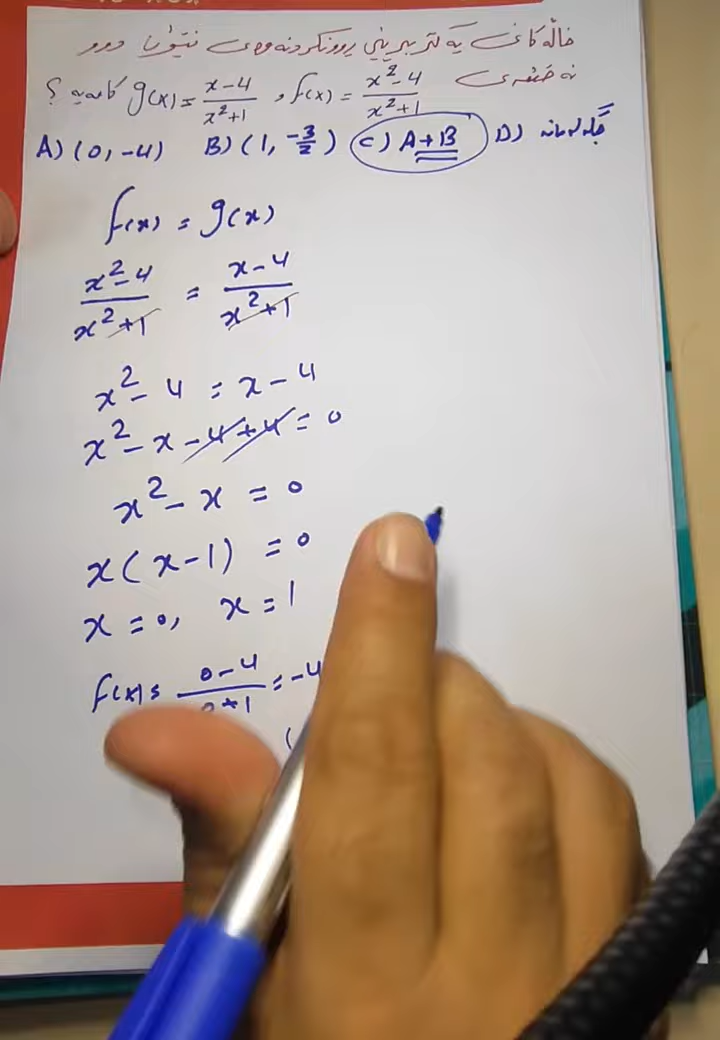 خاڵەکانی یەکتربڕینی ڕوونکردنەوەی نێوان دوو
f(x) = x²-4/x²+1 , g(x) = x-4/x²+1 کامەیە ؟
A) (0, -4) B) (1, -3/2) C) A+B D)
f(x) = g(x)
x²-4/x²+1 = x-4/x²+1
x² - 4 = x - 4
x² - x - 4 + 4 = 0
x² - x = 0
x(x-1) = 0
x = 0, x = 1
f(x) = 0-4/0+1 = -4
(